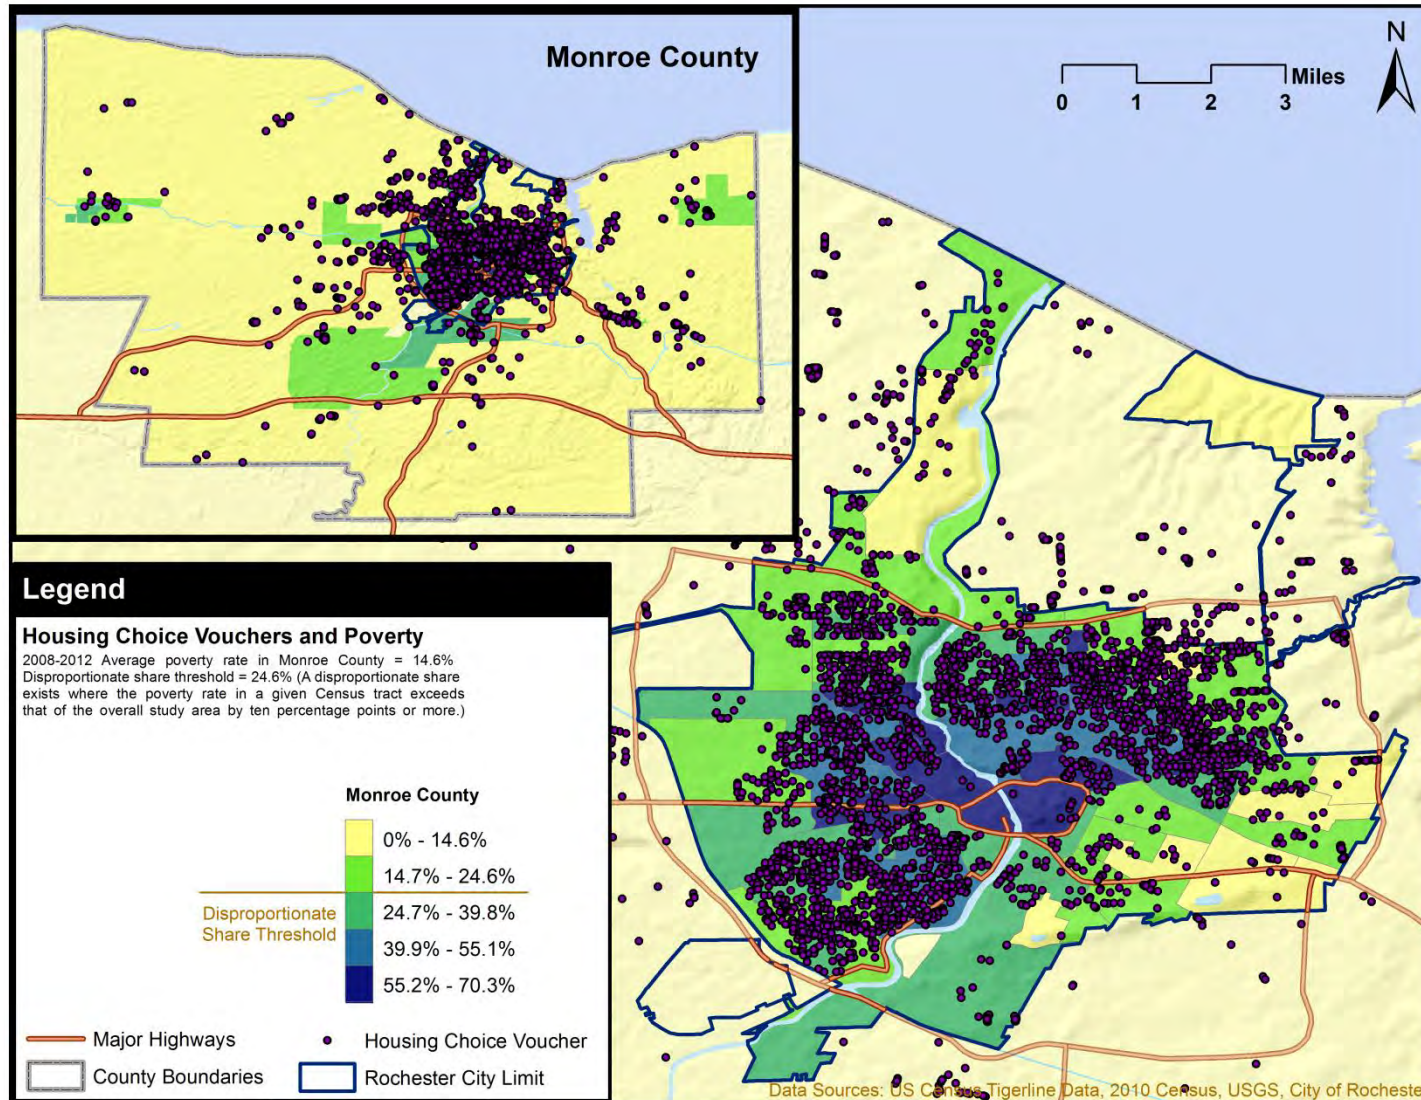 Monroe County
N
Miles
0 1 2 3
Legend
Housing Choice Vouchers and Poverty
2008-2012 Average poverty rate in Monroe County = 14.6%
Disproportionate share threshold = 24.6% (A disproportionate share
exists where the poverty rate in a given Census tract exceeds
that of the overall study area by ten percentage points or more.)
Monroe County
0% - 14.6%
14.7% - 24.6%
Disproportionate
Share Threshold
24.7% - 39.8%
39.9% - 55.1%
55.2% - 70.3%
Major Highways
Housing Choice Voucher
County Boundaries
Rochester City Limit
Data Sources: US Census Tigerline Data, 2010 Census, USGS, City of Rocheste